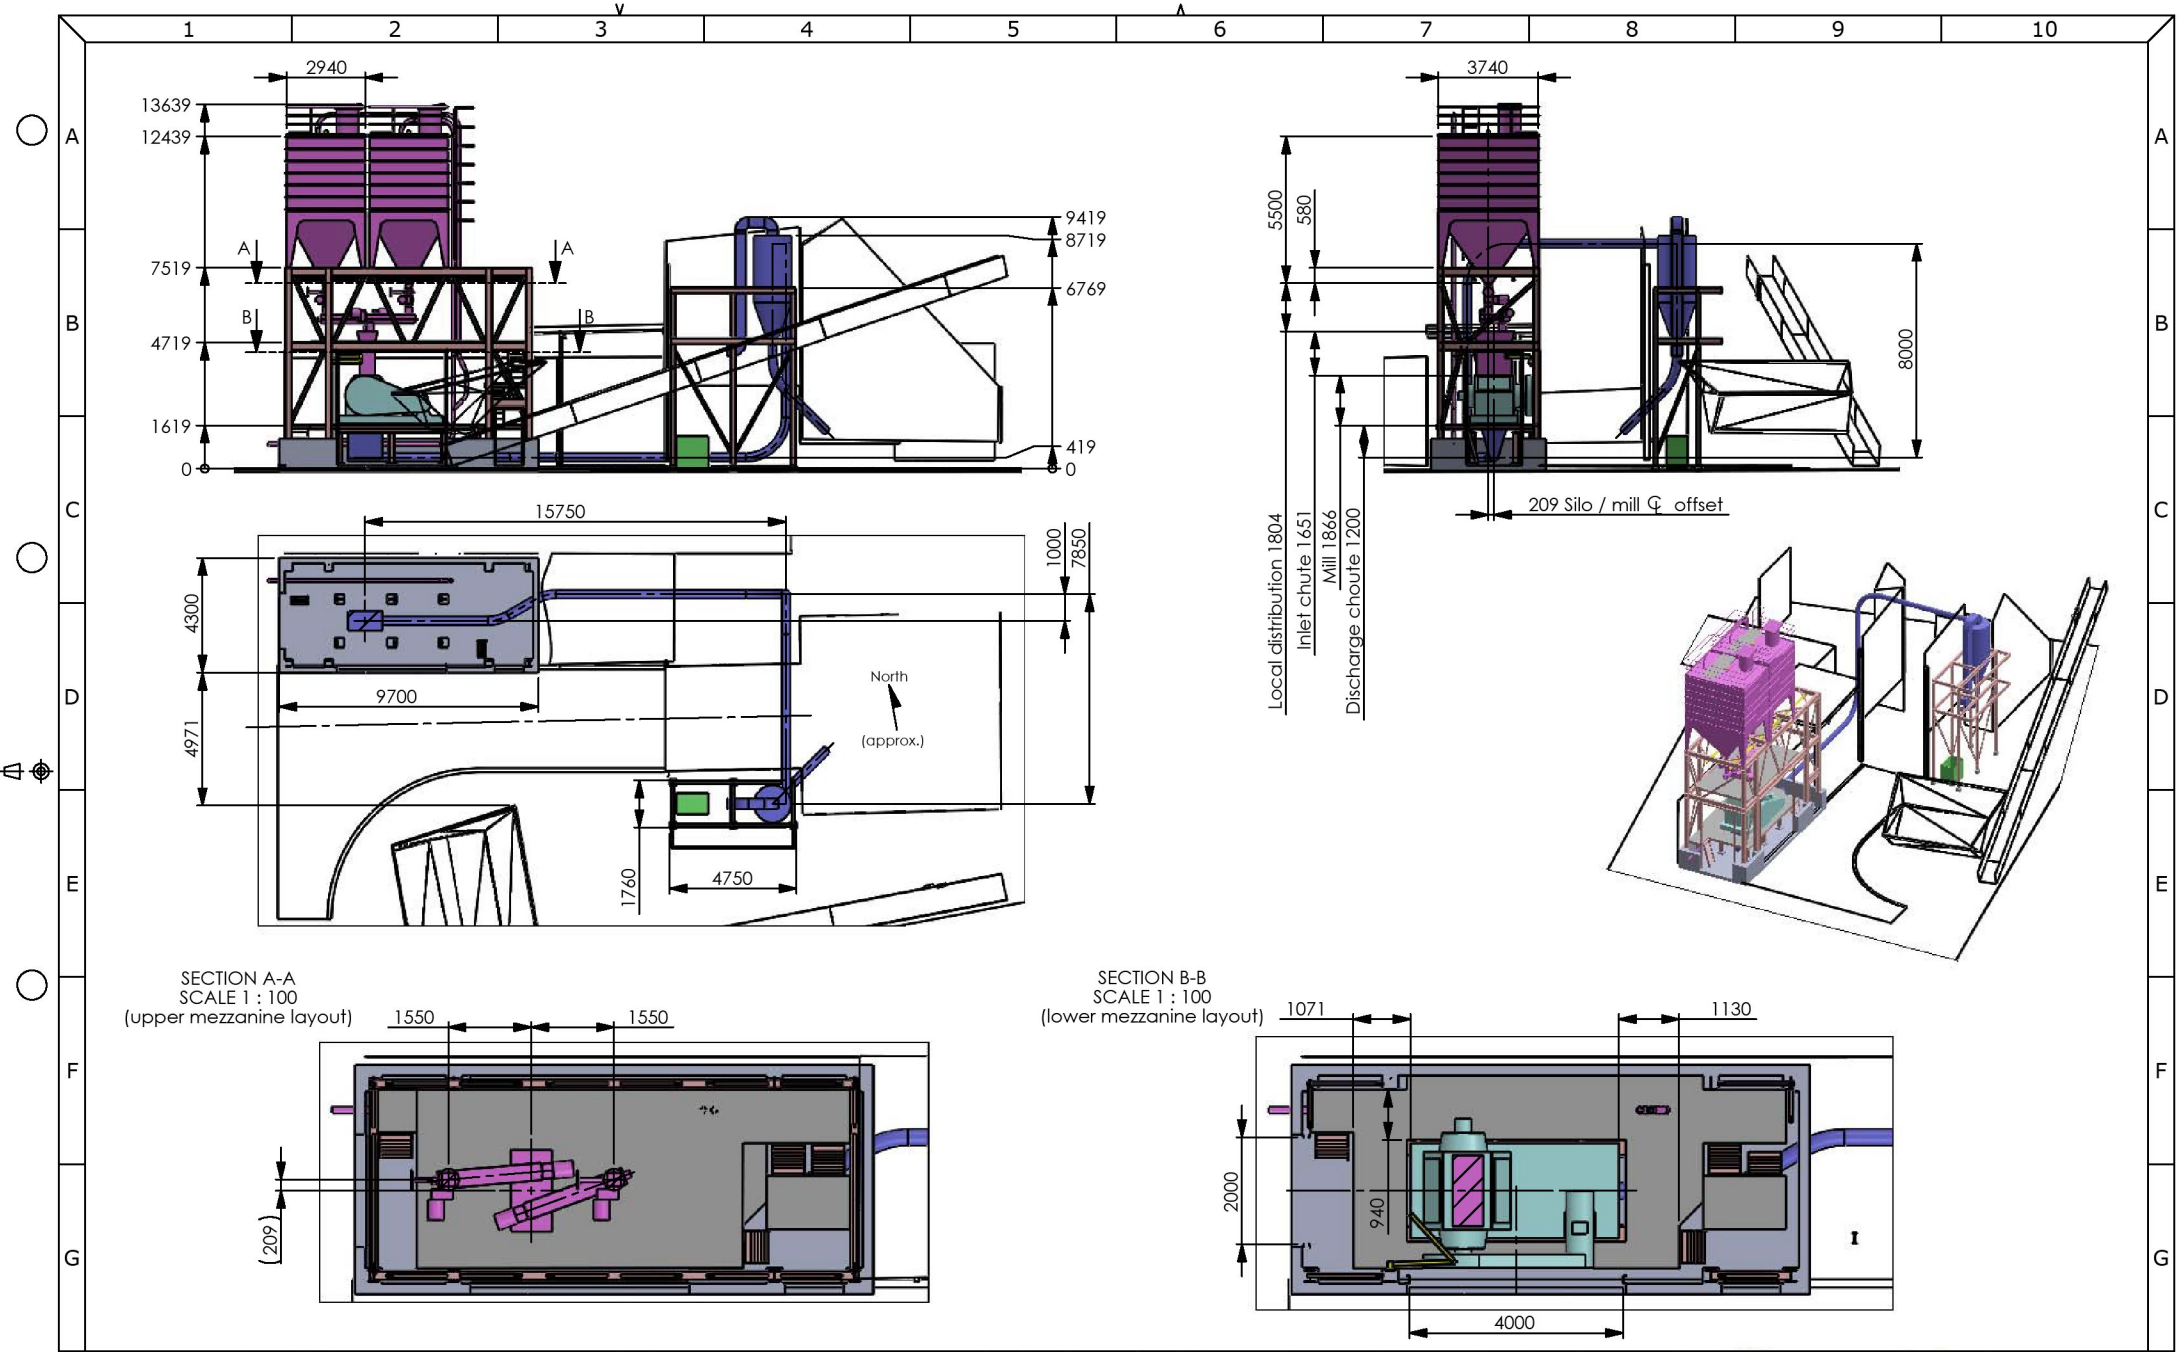 1 2 3 4 5 6 7 8 9 10
A A
B B
C C
D D
E E
F F
G G
2940
13639
12439
7519
4719
1619
0
A A
B B
9419
8719
6769
419
0
3740
5500
580
8000
209 Silo / mill ℄ offset
Local distribution 1804
Inlet chute 1651
Mill 1866
Discharge choute 1200
15750
1000
7850
4300
4971
9700
North
(approx.)
1760
4750
SECTION A-A
SCALE 1 : 100
(upper mezzanine layout)
1550 1550
(209)
SECTION B-B
SCALE 1 : 100
(lower mezzanine layout)
1071 1130
2000
940
4000